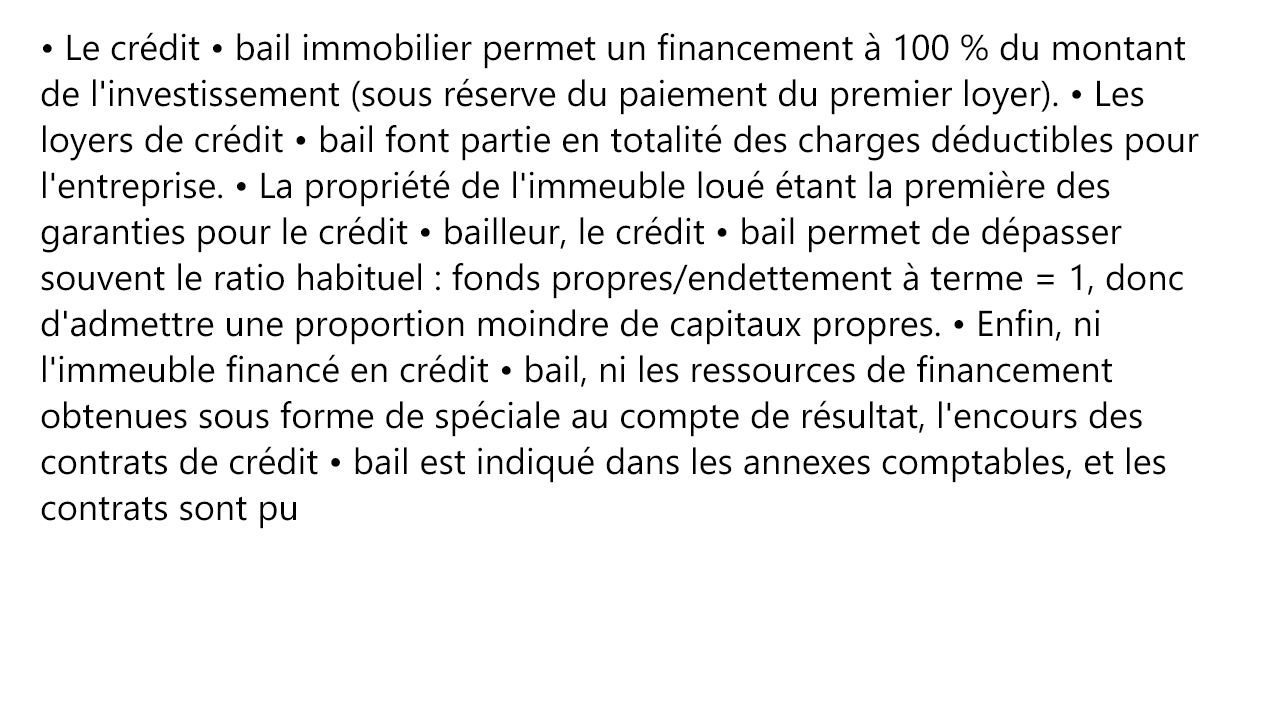 • Le crédit • bail immobilier permet un financement à 100 % du montant
de l'investissement (sous réserve du paiement du premier loyer). • Les
loyers de crédit • bail font partie en totalité des charges déductibles pour
l'entreprise. • La propriété de l'immeuble loué étant la première des
garanties pour le crédit • bailleur, le crédit • bail permet de dépasser
souvent le ratio habituel : fonds propres/endettement à terme = 1, donc
d'admettre une proportion moindre de capitaux propres. • Enfin, ni
l'immeuble financé en crédit • bail, ni les ressources de financement
obtenues sous forme de spéciale au compte de résultat, l'encours des
contrats de crédit • bail est indiqué dans les annexes comptables, et les
contrats sont pu